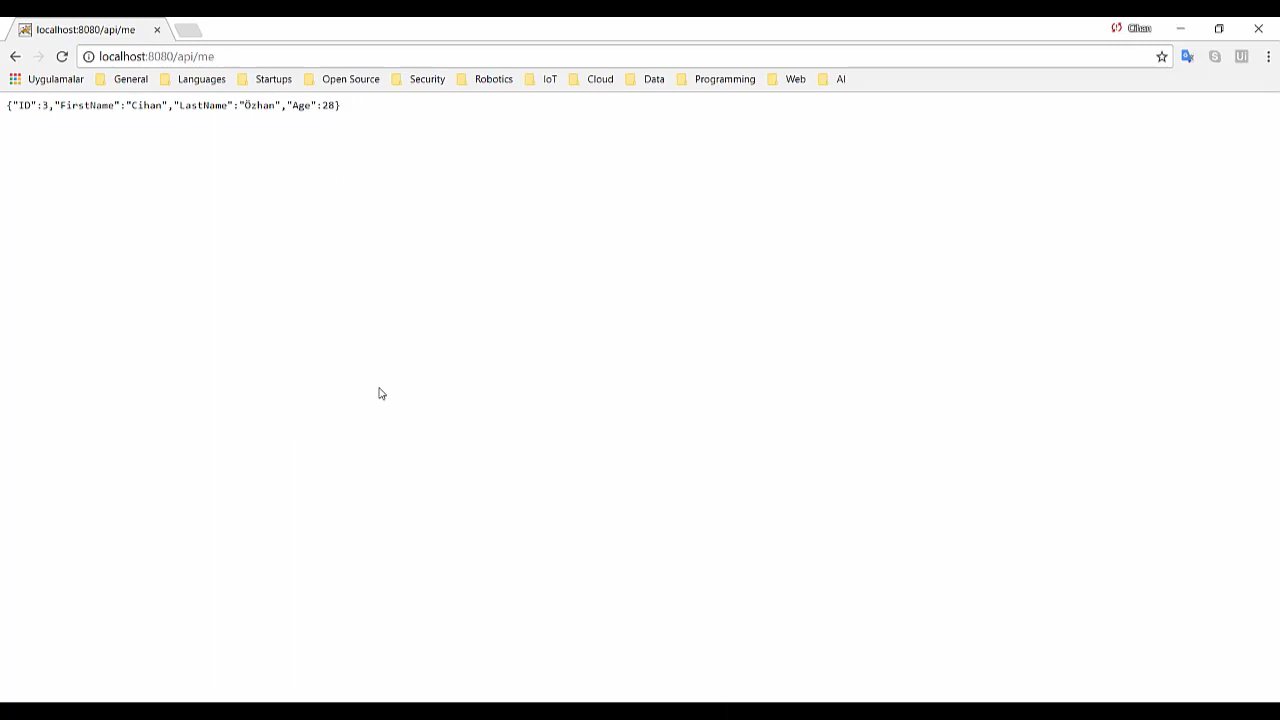 localhost:8080/api/me
Cihan
localhost:8080/api/me
Uygulamalar General Languages Startups Open Source Security Robotics IoT Cloud Data Programming Web AI
{"ID":3,"FirstName":"Cihan","LastName":"Özhan","Age":28}